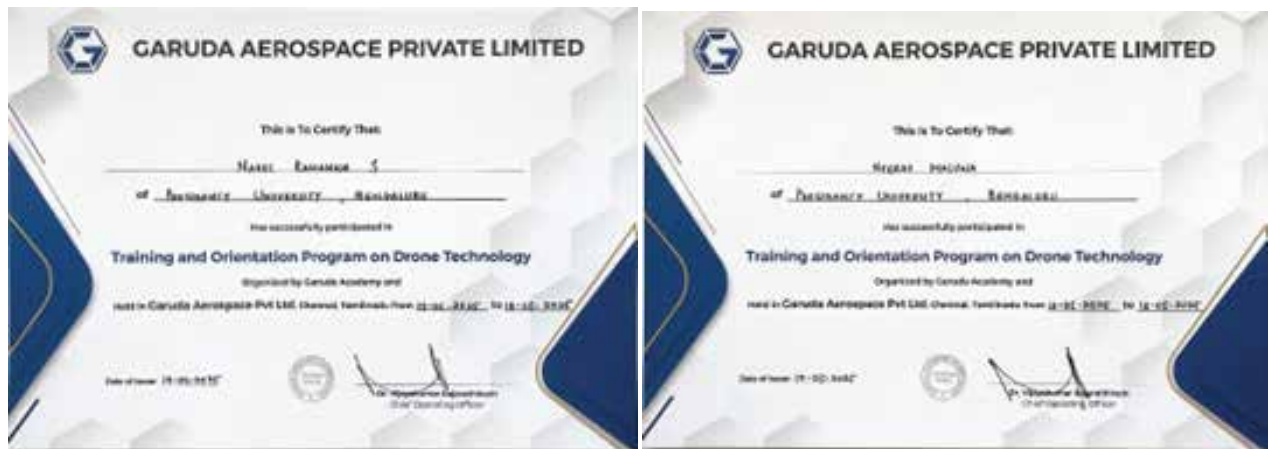 GARUDA AEROSPACE PRIVATE LIMITED
This is To Certify That:
S
of UNIVERSITY, BENGALURU
Has successfully participated in
Training and Orientation Program on Drone Technology
Organized by Garuda Academy and
Held in Garuda Aerospace Pvt Ltd, Chennai, Tamilnadu from to
Date of Issue:
Chief Operating Officer
GARUDA AEROSPACE PRIVATE LIMITED
This is To Certify That:
of UNIVERSITY, BENGALURU
Has successfully participated in
Training and Orientation Program on Drone Technology
Organized by Garuda Academy and
Held in Garuda Aerospace Pvt Ltd, Chennai, Tamilnadu from to
Date of Issue:
Chief Operating Officer